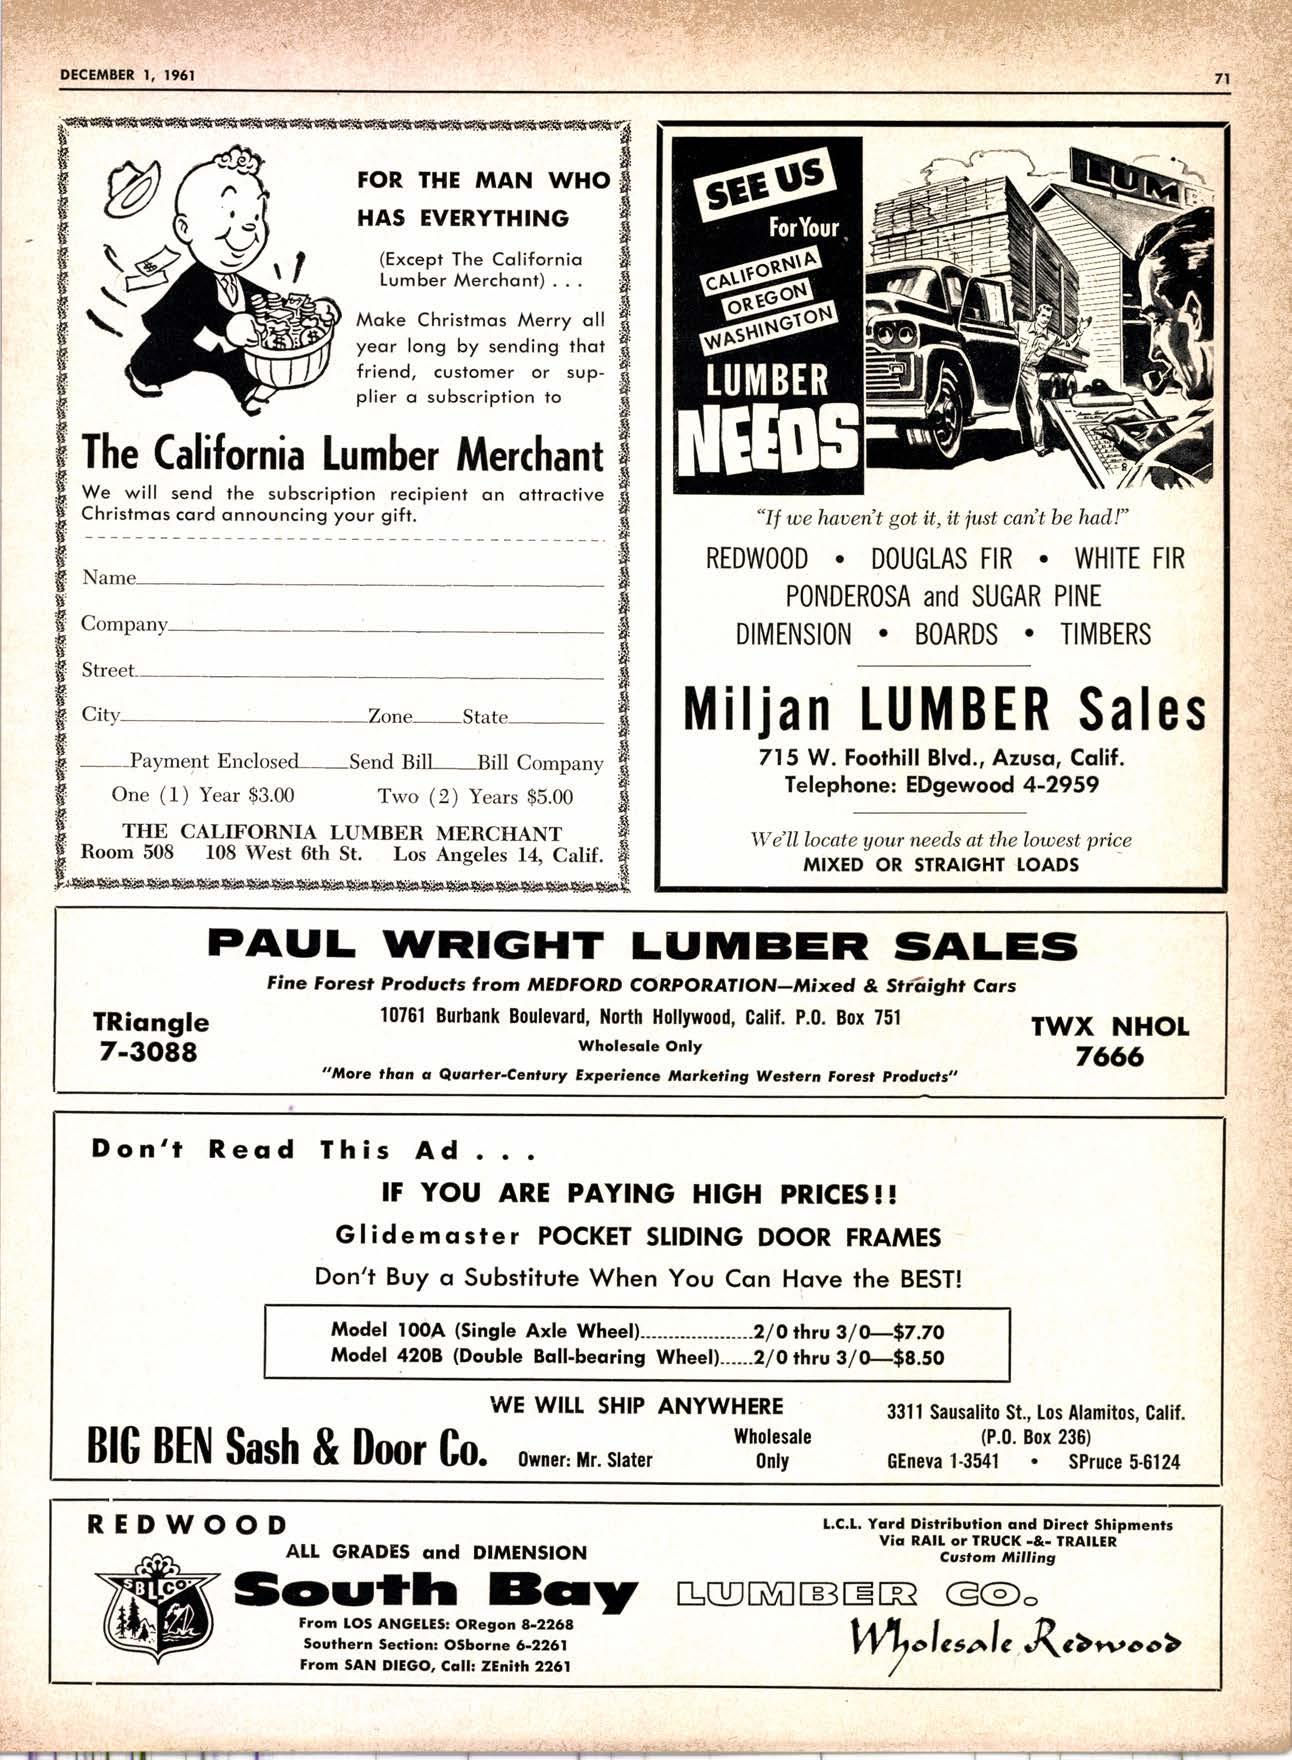 DECEMBER 1, 1961
71
FOR THE MAN WHO
HAS EVERYTHING
(Except The California
Lumber Merchant) . . .
Make Christmas Merry all
year long by sending that
friend, customer or sup-
plier a subscription to
The California Lumber Merchant
We will send the subscription recipient an attractive
Christmas card announcing your gift.
Name
Company
Street
City Zone State
Payment Enclosed Send Bill Bill Company
One (1) Year $3.00 Two (2) Years $5.00
THE CALIFORNIA LUMBER MERCHANT
Room 508 108 West 6th St. Los Angeles 14, Calif.
SEE US
For Your
CALIFORNIA
OREGON
WASHINGTON
LUMBER
NEEDS
LUMB
"If we haven't got it, it just can't be had!"
REDWOOD • DOUGLAS FIR • WHITE FIR
PONDEROSA and SUGAR PINE
DIMENSION • BOARDS • TIMBERS
Miljan LUMBER Sales
715 W. Foothill Blvd., Azusa, Calif.
Telephone: EDgewood 4-2959
We'll locate your needs at the lowest price
MIXED OR STRAIGHT LOADS
PAUL WRIGHT LUMBER SALES
Fine Forest Products from MEDFORD CORPORATION—Mixed & Straight Cars
TRiangle
7-3088
10761 Burbank Boulevard, North Hollywood, Calif. P.O. Box 751
Wholesale Only
"More than a Quarter-Century Experience Marketing Western Forest Products"
TWX NHOL
7666
Don't Read This Ad . . .
IF YOU ARE PAYING HIGH PRICES!!
Glidemaster POCKET SLIDING DOOR FRAMES
Don't Buy a Substitute When You Can Have the BEST!
Model 100A (Single Axle Wheel)....................2/0 thru 3/0—$7.70
Model 420B (Double Ball-bearing Wheel)......2/0 thru 3/0—$8.50
WE WILL SHIP ANYWHERE
BIG BEN Sash & Door Co. Owner: Mr. Slater
Wholesale
Only
3311 Sausalito St., Los Alamitos, Calif.
(P.O. Box 236)
GEneva 1-3541 • SPruce 5-6124
REDWOOD
ALL GRADES and DIMENSION
L.C.L. Yard Distribution and Direct Shipments
Via RAIL or TRUCK -&- TRAILER
Custom Milling
SBLCO.
South Bay LUMBER CO.
From LOS ANGELES: ORegon 8-2268
Southern Section: OSborne 6-2261
From SAN DIEGO, Call: ZEnith 2261
Wholesale Redwood